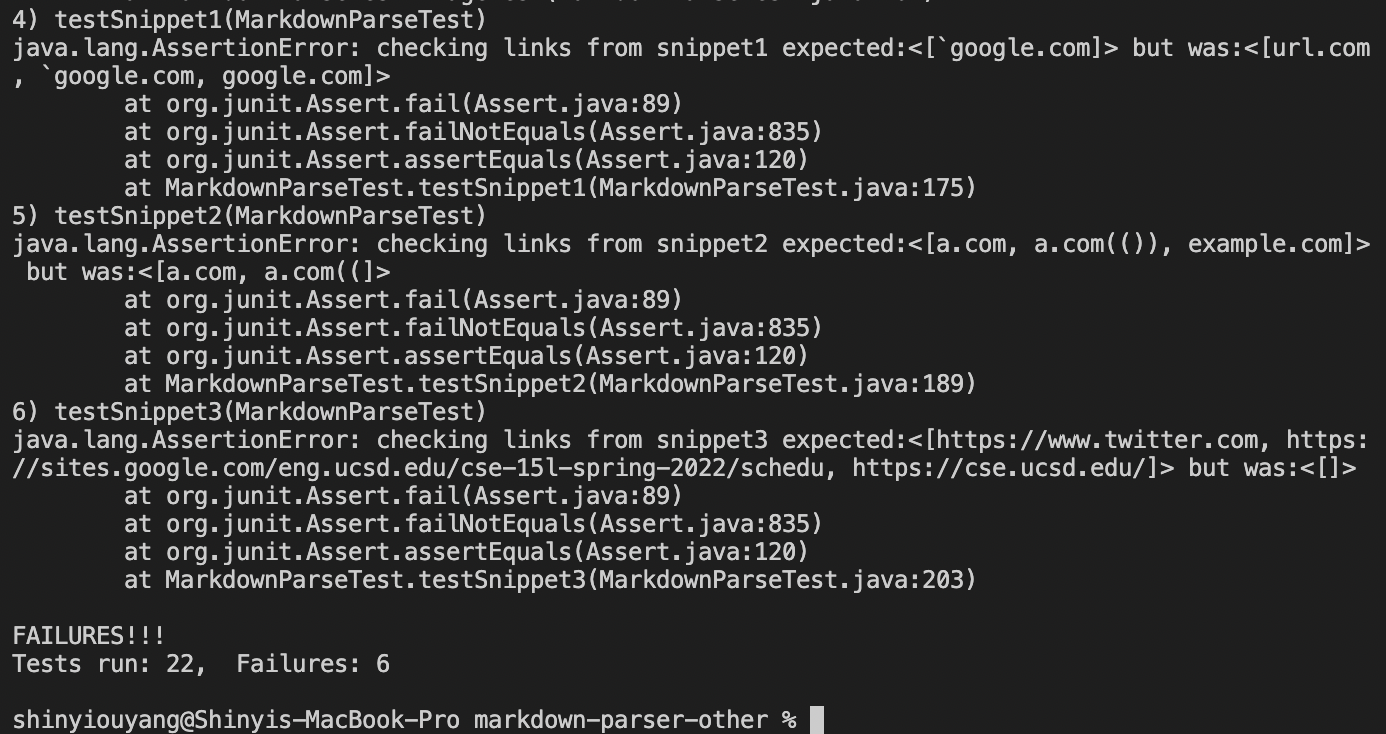 4) testSnippet1(MarkdownParseTest)
java.lang.AssertionError: checking links from snippet1 expected:<[`google.com]> but was:<[url.com
, `google.com, google.com]>
        at org.junit.Assert.fail(Assert.java:89)
        at org.junit.Assert.failNotEquals(Assert.java:835)
        at org.junit.Assert.assertEquals(Assert.java:120)
        at MarkdownParseTest.testSnippet1(MarkdownParseTest.java:175)
5) testSnippet2(MarkdownParseTest)
java.lang.AssertionError: checking links from snippet2 expected:<[a.com, a.com(()), example.com]>
 but was:<[a.com, a.com((]>
        at org.junit.Assert.fail(Assert.java:89)
        at org.junit.Assert.failNotEquals(Assert.java:835)
        at org.junit.Assert.assertEquals(Assert.java:120)
        at MarkdownParseTest.testSnippet2(MarkdownParseTest.java:189)
6) testSnippet3(MarkdownParseTest)
java.lang.AssertionError: checking links from snippet3 expected:<[https://www.twitter.com, https:
//sites.google.com/eng.ucsd.edu/cse-15l-spring-2022/schedu, https://cse.ucsd.edu/]> but was:<[]>
        at org.junit.Assert.fail(Assert.java:89)
        at org.junit.Assert.failNotEquals(Assert.java:835)
        at org.junit.Assert.assertEquals(Assert.java:120)
        at MarkdownParseTest.testSnippet3(MarkdownParseTest.java:203)

FAILURES!!!
Tests run: 22,  Failures: 6

shinyiouyang@Shinyis-MacBook-Pro markdown-parser-other %